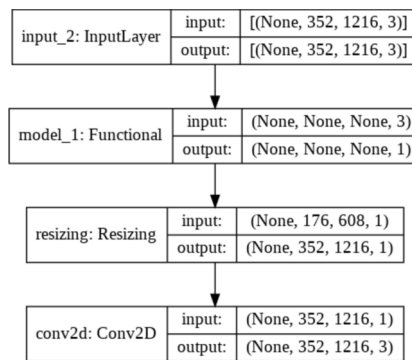 input_2: InputLayer
input: [(None, 352, 1216, 3)]
output: [(None, 352, 1216, 3)]
model_1: Functional
input: (None, None, None, 3)
output: (None, None, None, 1)
resizing: Resizing
input: (None, 176, 608, 1)
output: (None, 352, 1216, 1)
conv2d: Conv2D
input: (None, 352, 1216, 1)
output: (None, 352, 1216, 3)